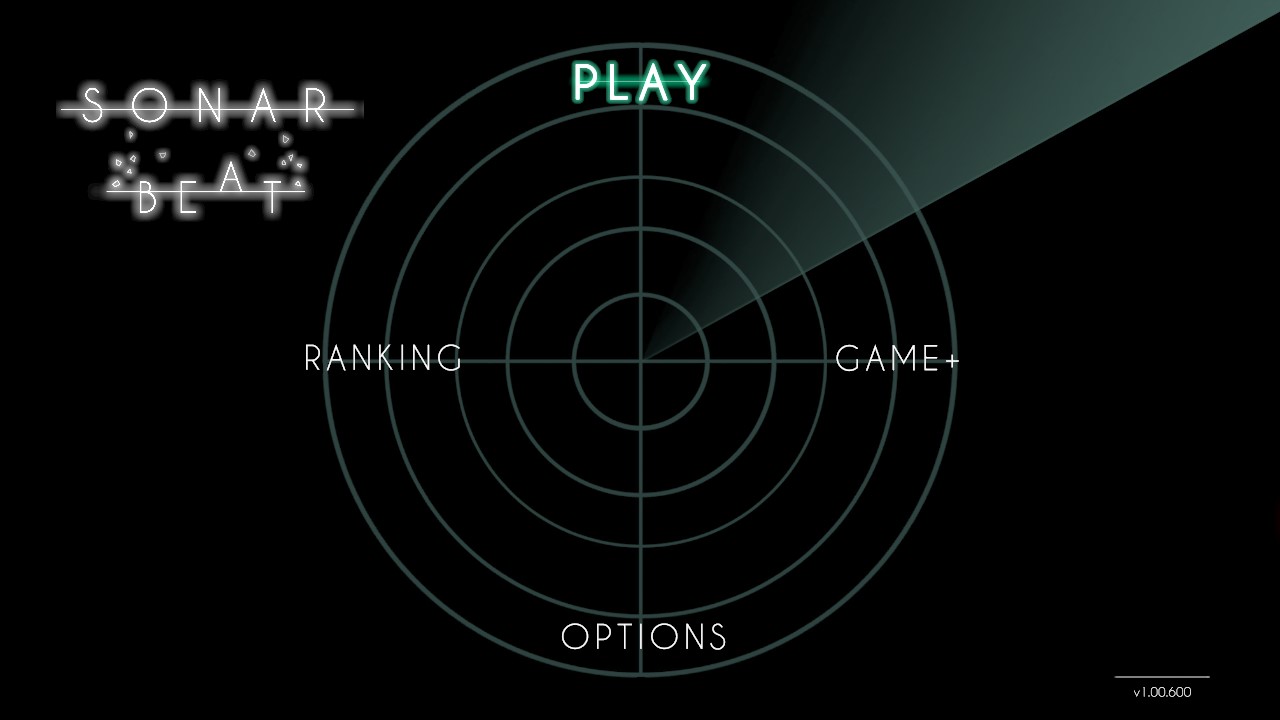 SONAR
BEAT
PLAY
RANKING
GAME+
OPTIONS
v1.00.600